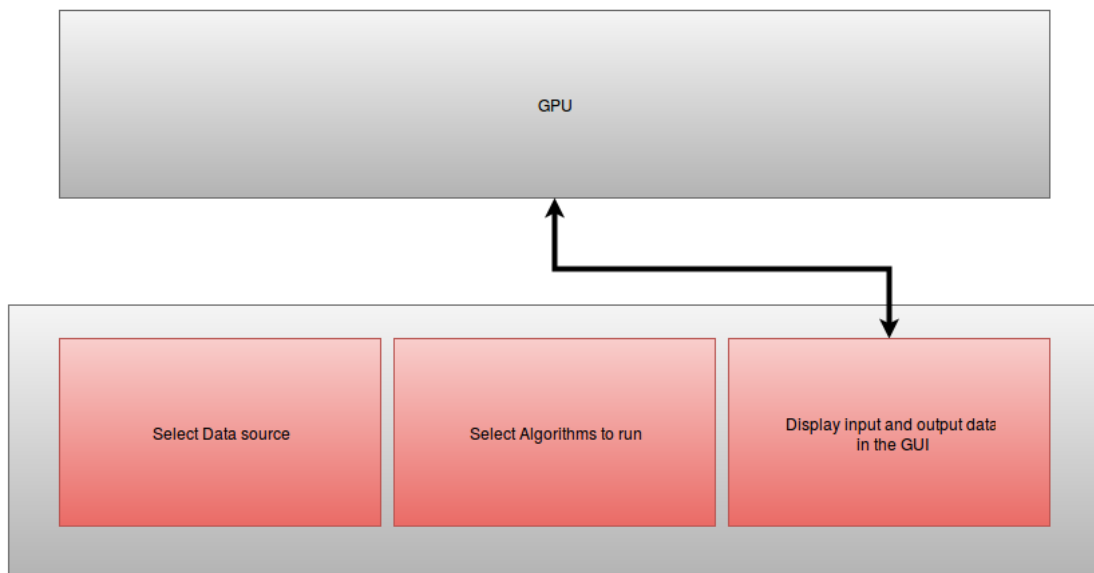 GPU
Select Data source
Select Algorithms to run
Display input and output data
in the GUI